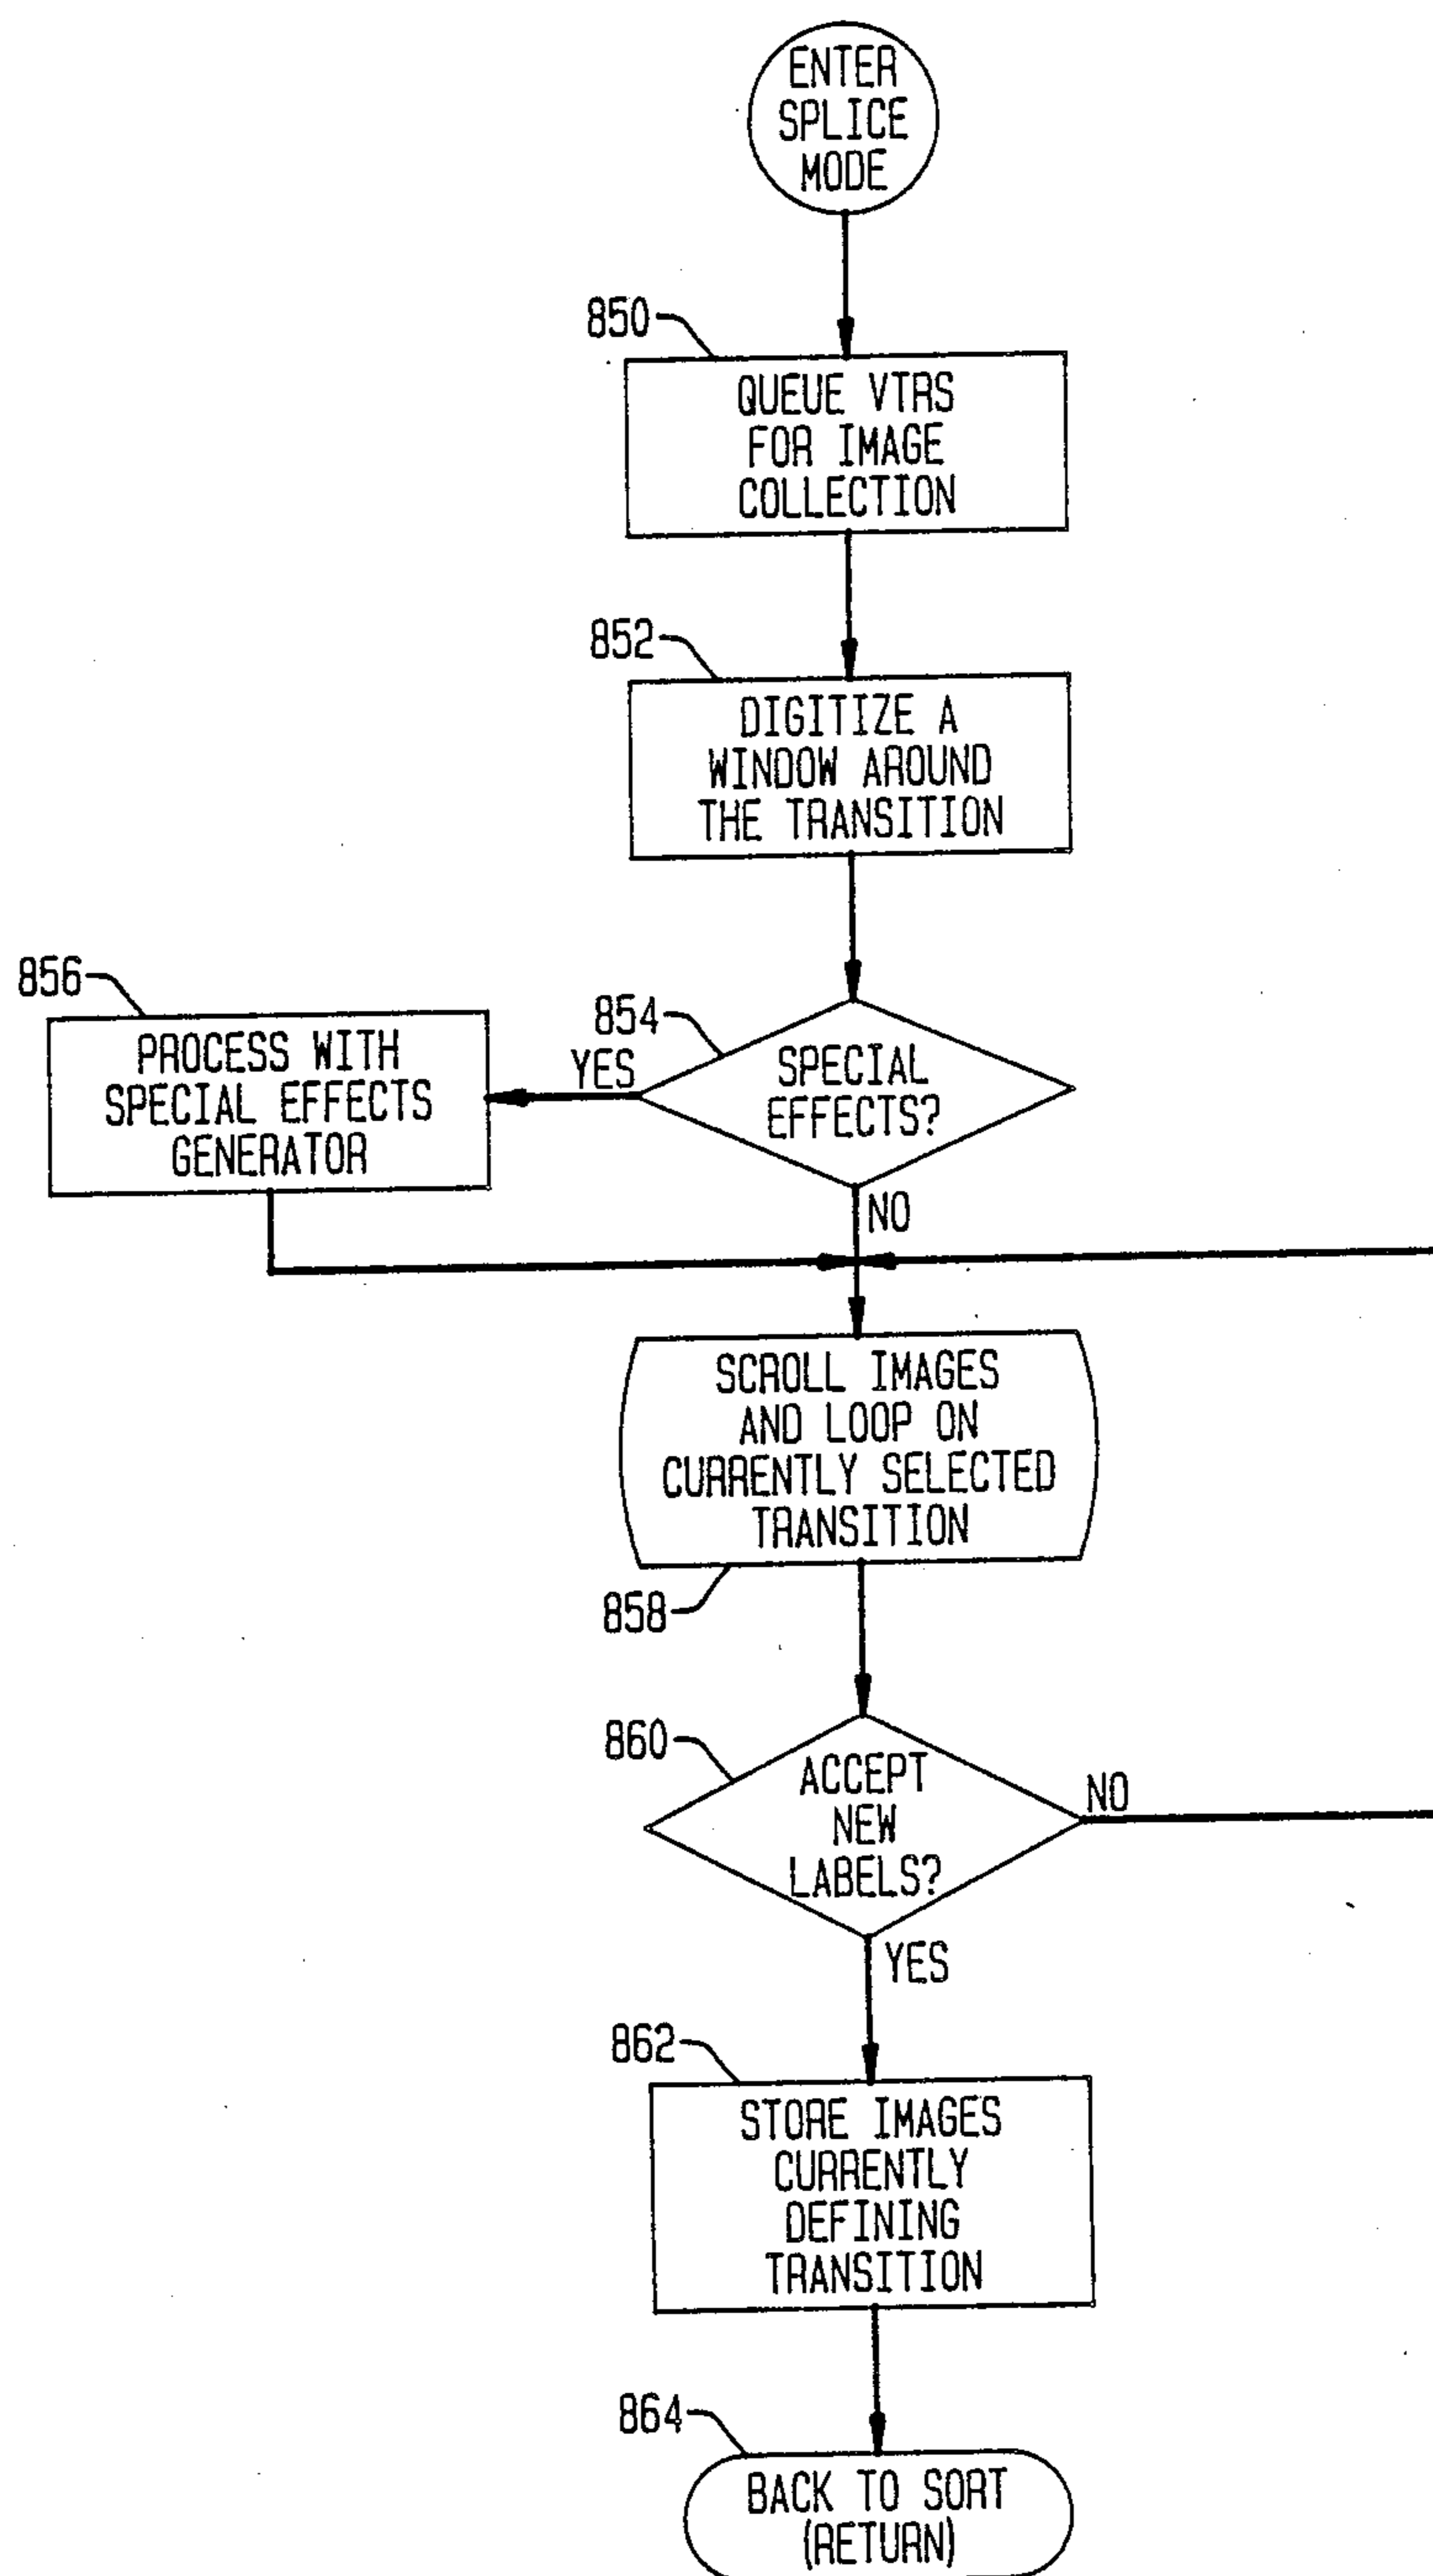 ENTER
SPLICE
MODE
850
QUEUE VTRS
FOR IMAGE
COLLECTION
852
DIGITIZE A
WINDOW AROUND
THE TRANSITION
856
PROCESS WITH
SPECIAL EFFECTS
GENERATOR
854
YES
SPECIAL
EFFECTS?
NO
SCROLL IMAGES
AND LOOP ON
CURRENTLY SELECTED
TRANSITION
858
860
ACCEPT
NEW
LABELS?
NO
YES
862
STORE IMAGES
CURRENTLY
DEFINING
TRANSITION
864
BACK TO SORT
(RETURN)